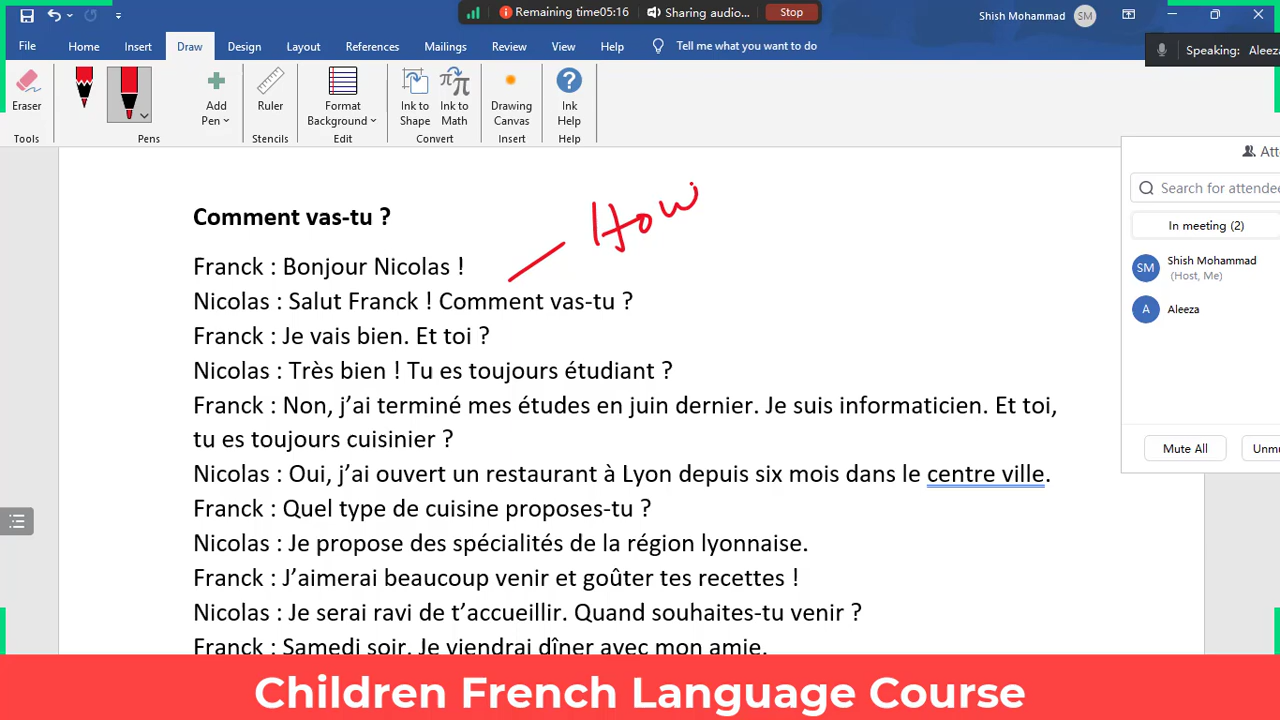 Remaining time05:16 Sharing audio... Stop
Shish Mohammad SM
File Home Insert Draw Design Layout References Mailings Review View Help Tell me what you want to do
Speaking: Aleeza
Eraser
Add Pen
Ruler
Format Background
Ink to Shape
Ink to Math
Drawing Canvas
Ink Help
Tools Pens Stencils Edit Convert Insert Help
Att
Search for attende
In meeting (2)
SM Shish Mohammad
(Host, Me)
A Aleeza
Mute All Unmu
How
Comment vas-tu ?
Franck : Bonjour Nicolas !
Nicolas : Salut Franck ! Comment vas-tu ?
Franck : Je vais bien. Et toi ?
Nicolas : Très bien ! Tu es toujours étudiant ?
Franck : Non, j’ai terminé mes études en juin dernier. Je suis informaticien. Et toi,
tu es toujours cuisinier ?
Nicolas : Oui, j’ai ouvert un restaurant à Lyon depuis six mois dans le centre ville.
Franck : Quel type de cuisine proposes-tu ?
Nicolas : Je propose des spécialités de la région lyonnaise.
Franck : J’aimerai beaucoup venir et goûter tes recettes !
Nicolas : Je serai ravi de t’accueillir. Quand souhaites-tu venir ?
Franck : Samedi soir. Je viendrai dîner avec mon amie.
Children French Language Course